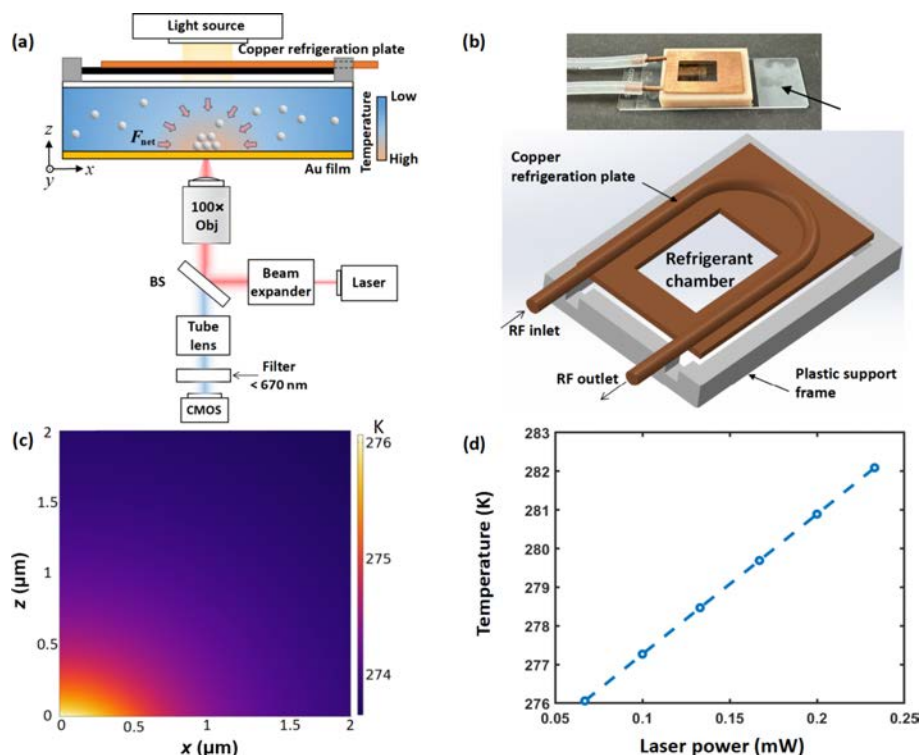 (a)
Light source
Copper refrigeration plate
F_net
z
y
x
Au film
Temperature
Low
High
100×
Obj
BS
Beam
expander
Laser
Tube
lens
Filter
< 670 nm
CMOS
(b)
Copper
refrigeration plate
Refrigerant
chamber
RF inlet
RF outlet
Plastic support
frame
(c)
K
2
1.5
1
0.5
0
z (μm)
0
0.5
1
1.5
2
x (μm)
276
275
274
(d)
283
282
281
280
279
278
277
276
Temperature (K)
0.05
0.1
0.15
0.2
0.25
Laser power (mW)